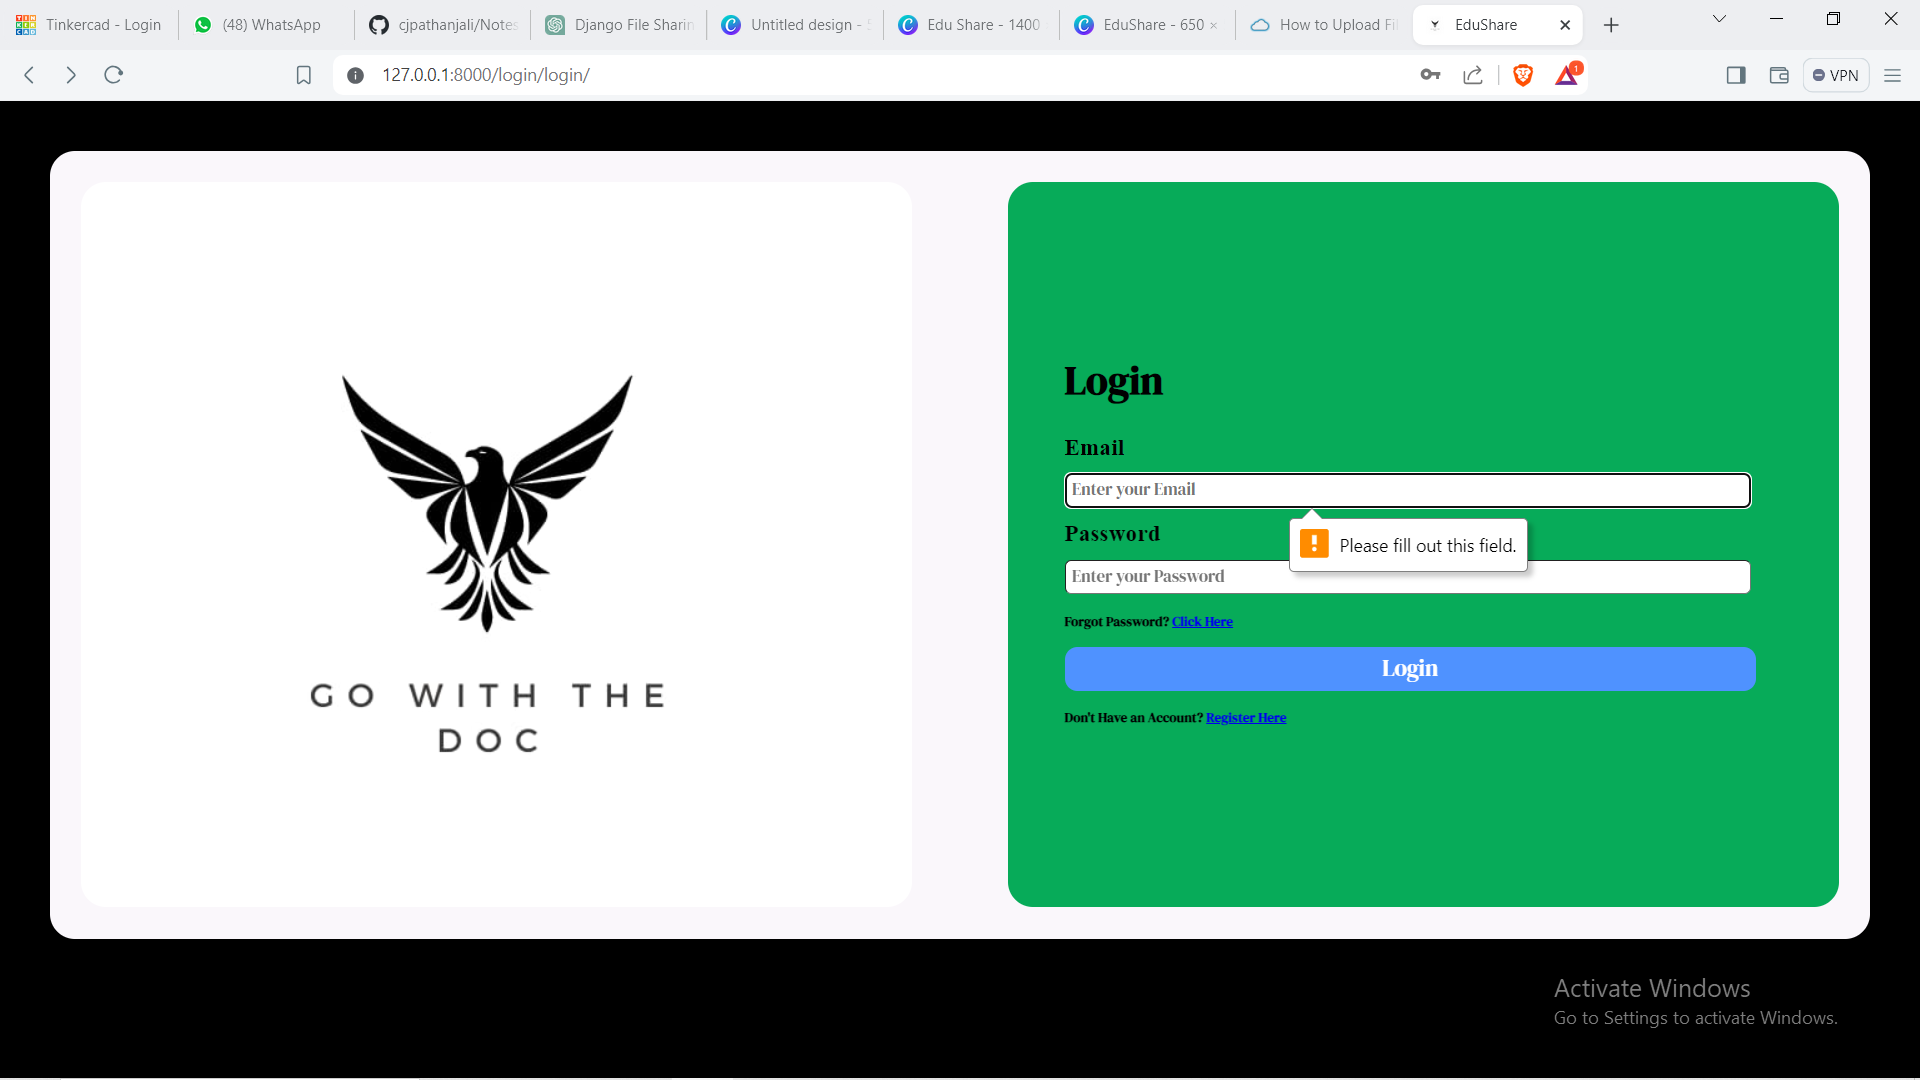 Tinkercad - Login
(48) WhatsApp
cjpathanjali/Notes
Django File Sharin
Untitled design - 5
Edu Share - 1400
EduShare - 650 ×
How to Upload Fi
EduShare
127.0.0.1:8000/login/login/
1
VPN
GO WITH THE
DOC
Login
Email
Enter your Email
Please fill out this field.
Password
Enter your Password
Forgot Password? Click Here
Login
Don't Have an Account? Register Here
Activate Windows
Go to Settings to activate Windows.